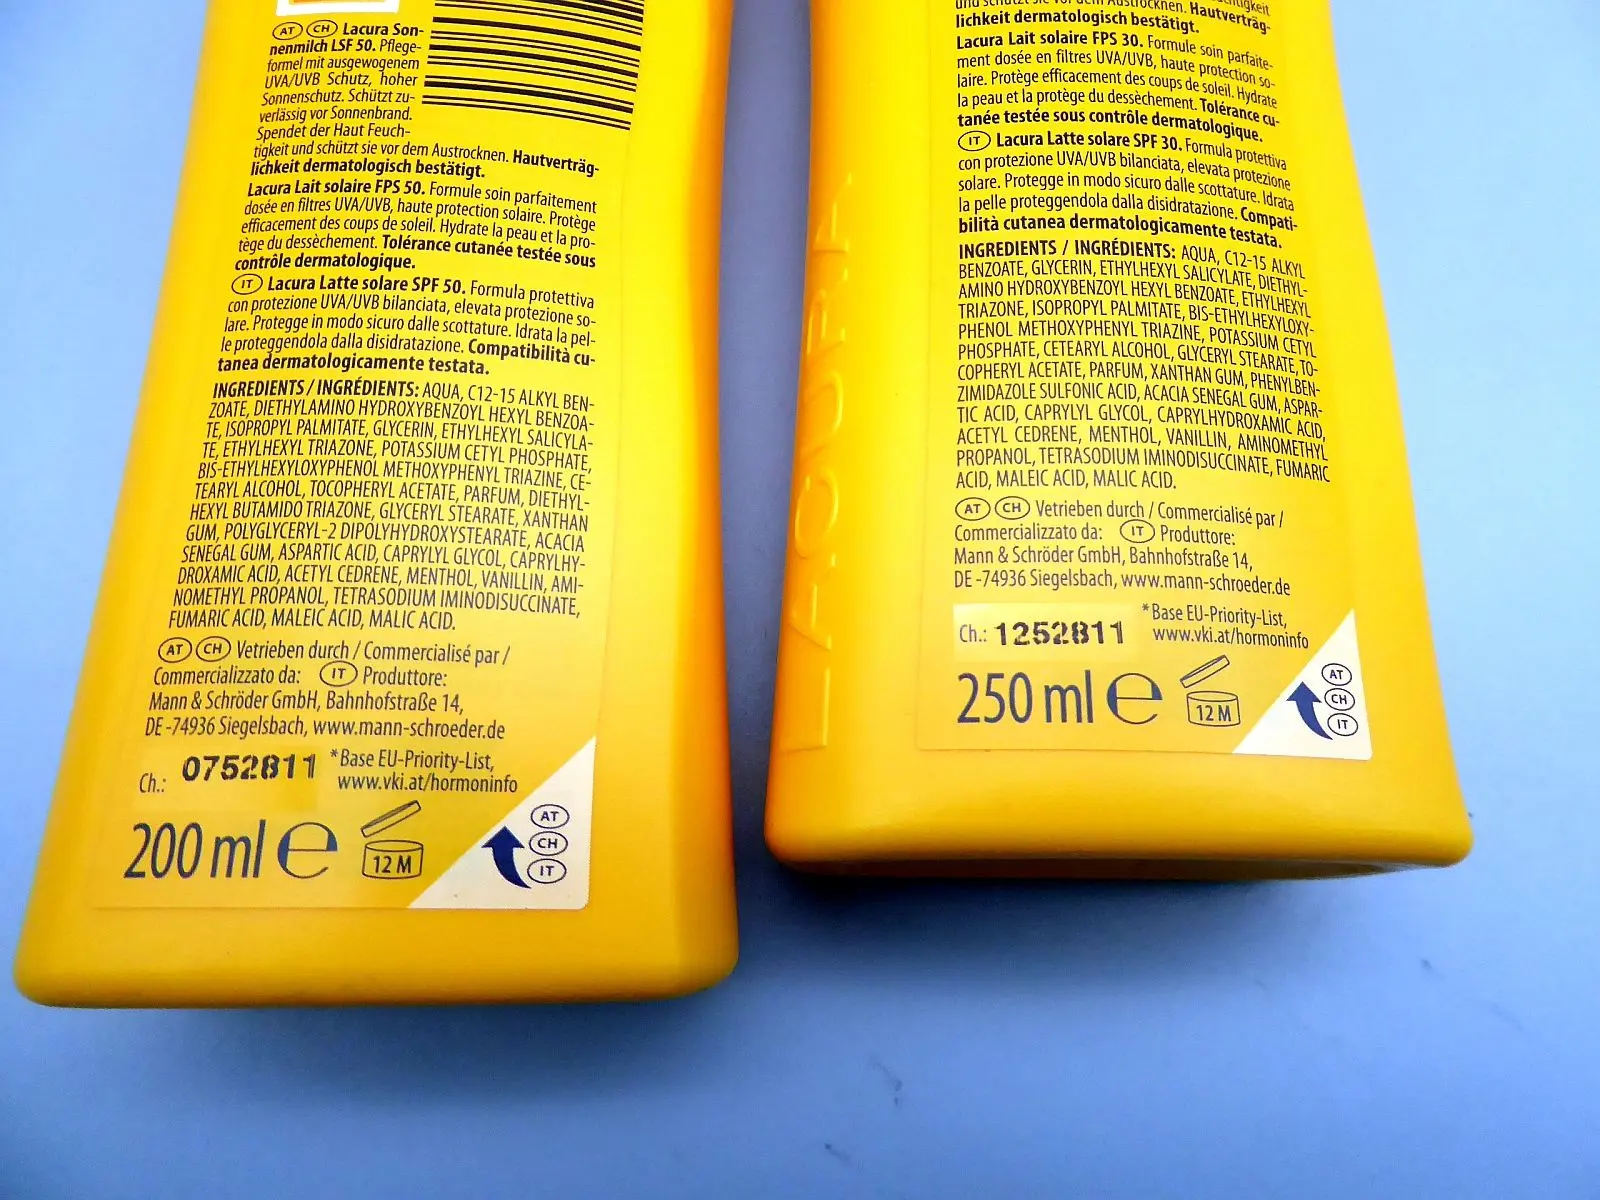 AT CH Lacura Son-
nenmilch LSF 50. Pflege-
formel mit ausgewogenem
UVA/UVB Schutz, hoher
Sonnenschutz. Schützt zu-
verlässig vor Sonnenbrand.
Spendet der Haut Feuch-
tigkeit und schützt sie vor dem Austrocknen. Hautverträg-
lichkeit dermatologisch bestätigt.
Lacura Lait solaire FPS 50. Formule soin parfaitement
dosée en filtres UVA/UVB, haute protection solaire. Protège
efficacement des coups de soleil. Hydrate la peau et la pro-
tège du dessèchement. Tolérance cutanée testée sous
contrôle dermatologique.
IT Lacura Latte solare SPF 50. Formula protettiva
con protezione UVA/UVB bilanciata, elevata protezione so-
lare. Protegge in modo sicuro dalle scottature. Idrata la pel-
le proteggendola dalla disidratazione. Compatibilità cu-
tanea dermatologicamente testata.
INGREDIENTS / INGRÉDIENTS: AQUA, C12-15 ALKYL BEN-
ZOATE, DIETHYLAMINO HYDROXYBENZOYL HEXYL BENZOA-
TE, ISOPROPYL PALMITATE, GLYCERIN, ETHYLHEXYL SALICYLA-
TE, ETHYLHEXYL TRIAZONE, POTASSIUM CETYL PHOSPHATE,
BIS-ETHYLHEXYLOXYPHENOL METHOXYPHENYL TRIAZINE, CE-
TEARYL ALCOHOL, TOCOPHERYL ACETATE, PARFUM, DIETHYL-
HEXYL BUTAMIDO TRIAZONE, GLYCERYL STEARATE, XANTHAN
GUM, POLYGLYCERYL-2 DIPOLYHYDROXYSTEARATE, ACACIA
SENEGAL GUM, ASPARTIC ACID, CAPRYLYL GLYCOL, CAPRYLHY-
DROXAMIC ACID, ACETYL CEDRENE, MENTHOL, VANILLIN, AMI-
NOMETHYL PROPANOL, TETRASODIUM IMINODISUCCINATE,
FUMARIC ACID, MALEIC ACID, MALIC ACID.
AT CH Vetrieben durch / Commercialisé par /
Commercializzato da: IT Produttore:
Mann & Schröder GmbH, Bahnhofstraße 14,
DE -74936 Siegelsbach, www.mann-schroeder.de
Ch.: 0752811 *Base EU-Priority-List,
www.vki.at/hormoninfo
200 ml e 12 M
AT
CH
IT
und schützt sie vor dem Austrocknen. Hautverträg-
lichkeit dermatologisch bestätigt.
Lacura Lait solaire FPS 30. Formule soin parfaite-
ment dosée en filtres UVA/UVB, haute protection so-
laire. Protège efficacement des coups de soleil. Hydrate
la peau et la protège du dessèchement. Tolérance cu-
tanée testée sous contrôle dermatologique.
IT Lacura Latte solare SPF 30. Formula protettiva
con protezione UVA/UVB bilanciata, elevata protezione
solare. Protegge in modo sicuro dalle scottature. Idrata
la pelle proteggendola dalla disidratazione. Compati-
bilità cutanea dermatologicamente testata.
INGREDIENTS / INGRÉDIENTS: AQUA, C12-15 ALKYL
BENZOATE, GLYCERIN, ETHYLHEXYL SALICYLATE, DIETHYL-
AMINO HYDROXYBENZOYL HEXYL BENZOATE, ETHYLHEXYL
TRIAZONE, ISOPROPYL PALMITATE, BIS-ETHYLHEXYLOXY-
PHENOL METHOXYPHENYL TRIAZINE, POTASSIUM CETYL
PHOSPHATE, CETEARYL ALCOHOL, GLYCERYL STEARATE, TO-
COPHERYL ACETATE, PARFUM, XANTHAN GUM, PHENYLBEN-
ZIMIDAZOLE SULFONIC ACID, ACACIA SENEGAL GUM, ASPAR-
TIC ACID, CAPRYLYL GLYCOL, CAPRYLHYDROXAMIC ACID,
ACETYL CEDRENE, MENTHOL, VANILLIN, AMINOMETHYL
PROPANOL, TETRASODIUM IMINODISUCCINATE, FUMARIC
ACID, MALEIC ACID, MALIC ACID.
AT CH Vetrieben durch / Commercialisé par /
Commercializzato da: IT Produttore:
Mann & Schröder GmbH, Bahnhofstraße 14,
DE -74936 Siegelsbach, www.mann-schroeder.de
Ch.: 1252811 *Base EU-Priority-List,
www.vki.at/hormoninfo
250 ml e 12 M
AT
CH
IT
LACURA